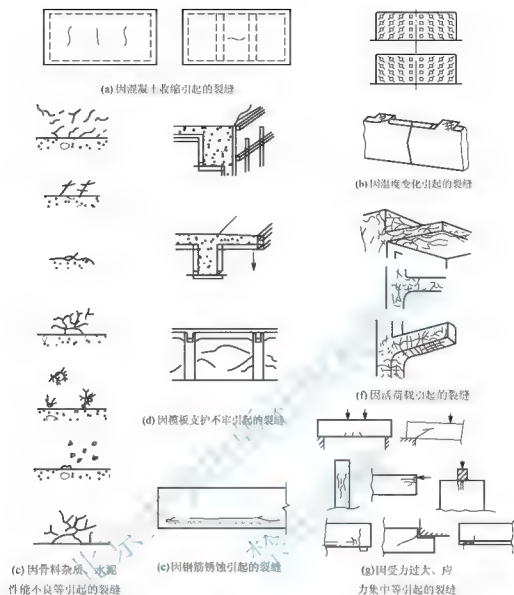 (a) 因混凝土收缩引起的裂缝
(b) 因温度变化引起的裂缝
(c) 因骨料杂质、水泥
性能不良等引起的裂缝
(d) 因模板支护不牢引起的裂缝
(e) 因钢筋锈蚀引起的裂缝
(f) 因活荷载引起的裂缝
(g) 因受力过大、应
力集中等引起的裂缝